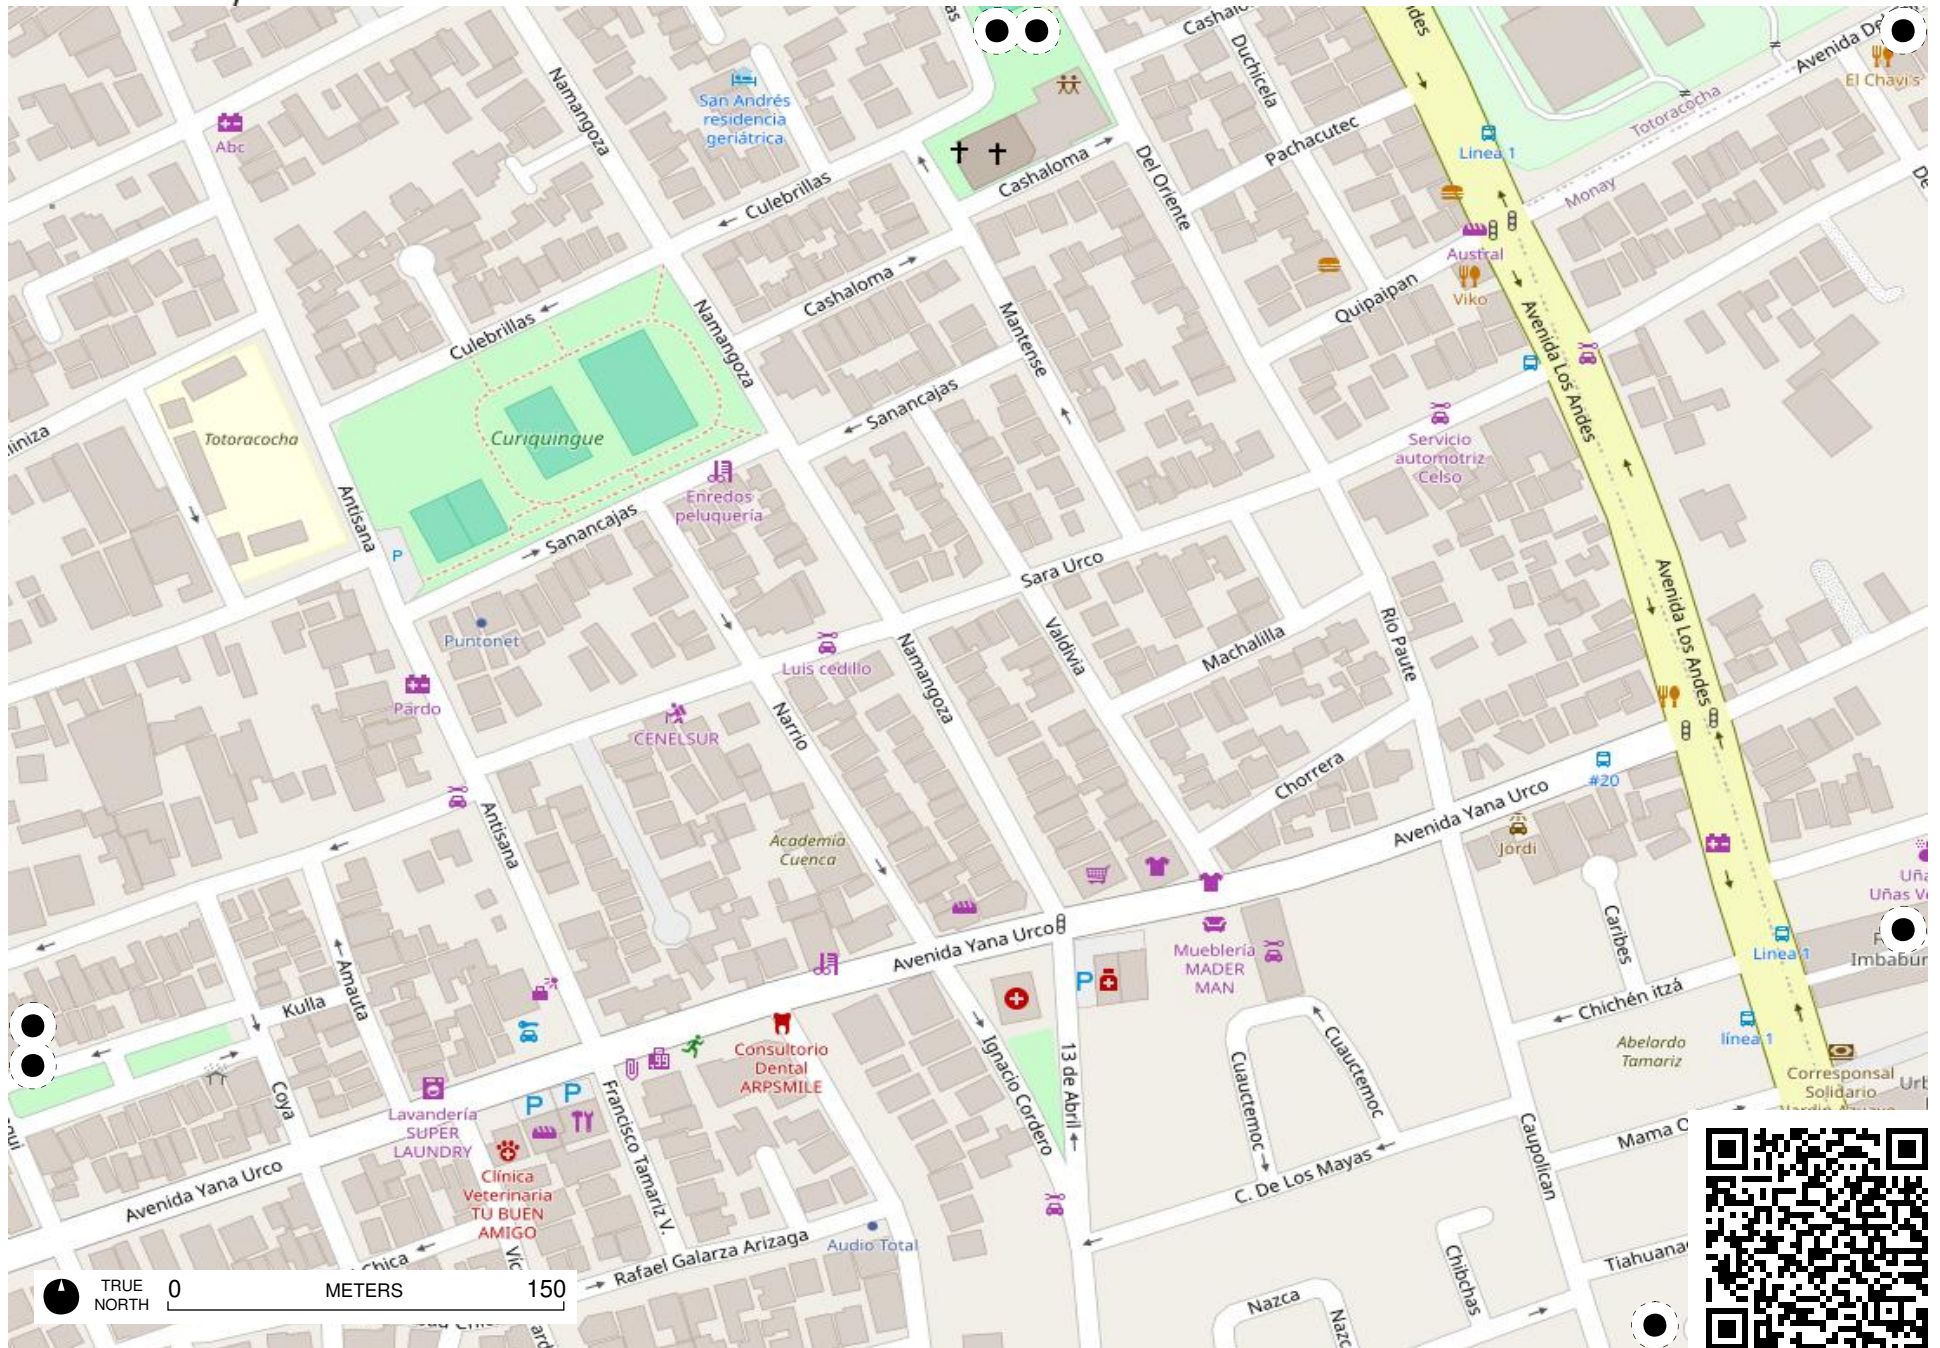 Cashalo
Duchicela
Avenida De
El Chavi's
Totoracocha
Namangoza
San Andrés
residencia
geriátrica
Abc
Pachacutec
Linea 1
Del Oriente
Cashaloma
Culebrillas
Monay
Austral
Viko
Quipaipan
Cashaloma
Mantense
Namangoza
Culebrillas
Avenida Los Andes
Sanancajas
Totoracocha
Curiquingue
Servicio
automotriz
Celso
Antisana
P
Enredos
peluquería
Sanancajas
Sara Urco
Avenida Los Andes
Puntonet
Luis cedillo
Valdivia
Machalilla
Rio Paute
Namangoza
Pardo
CENELSUR
Narrio
Chorrera
#20
Avenida Yana Urco
Jordi
Antisana
Academia
Cuenca
Uñas Ve
Caribes
Avenida Yana Urco
Mueblería
MADER
MAN
P
Linea 1
Imbabur
Amauta
Kulla
Chichén itzá
línea 1
Abelardo
Tamariz
Consultorio
Dental
ARPSMILE
Ignacio Cordero
13 de Abril
Cuauctemoc
Cuauctemoc
Corresponsal
Solidario
Coya
P
P
Lavandería
SUPER
LAUNDRY
Francisco Tamariz V.
Caupolican
Mama O
Clínica
Veterinaria
TU BUEN
AMIGO
C. De Los Mayas
Avenida Yana Urco
Audio Total
Rafael Galarza Arizaga
Chica
Chibchas
Tiahuana
Nazca
TRUE
NORTH
0
METERS
150